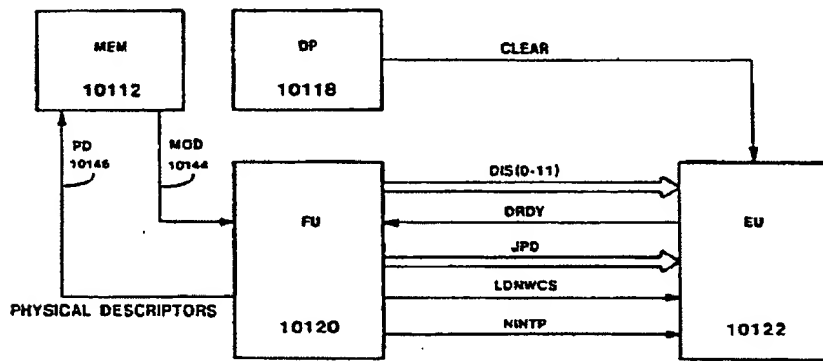 MEM
10112
DP
10118
CLEAR
PD
10146
MOD
10144
DIS(0-11)
DRDY
FU
JPD
EU
LDNWCS
PHYSICAL DESCRIPTORS
NINTP
10120
10122